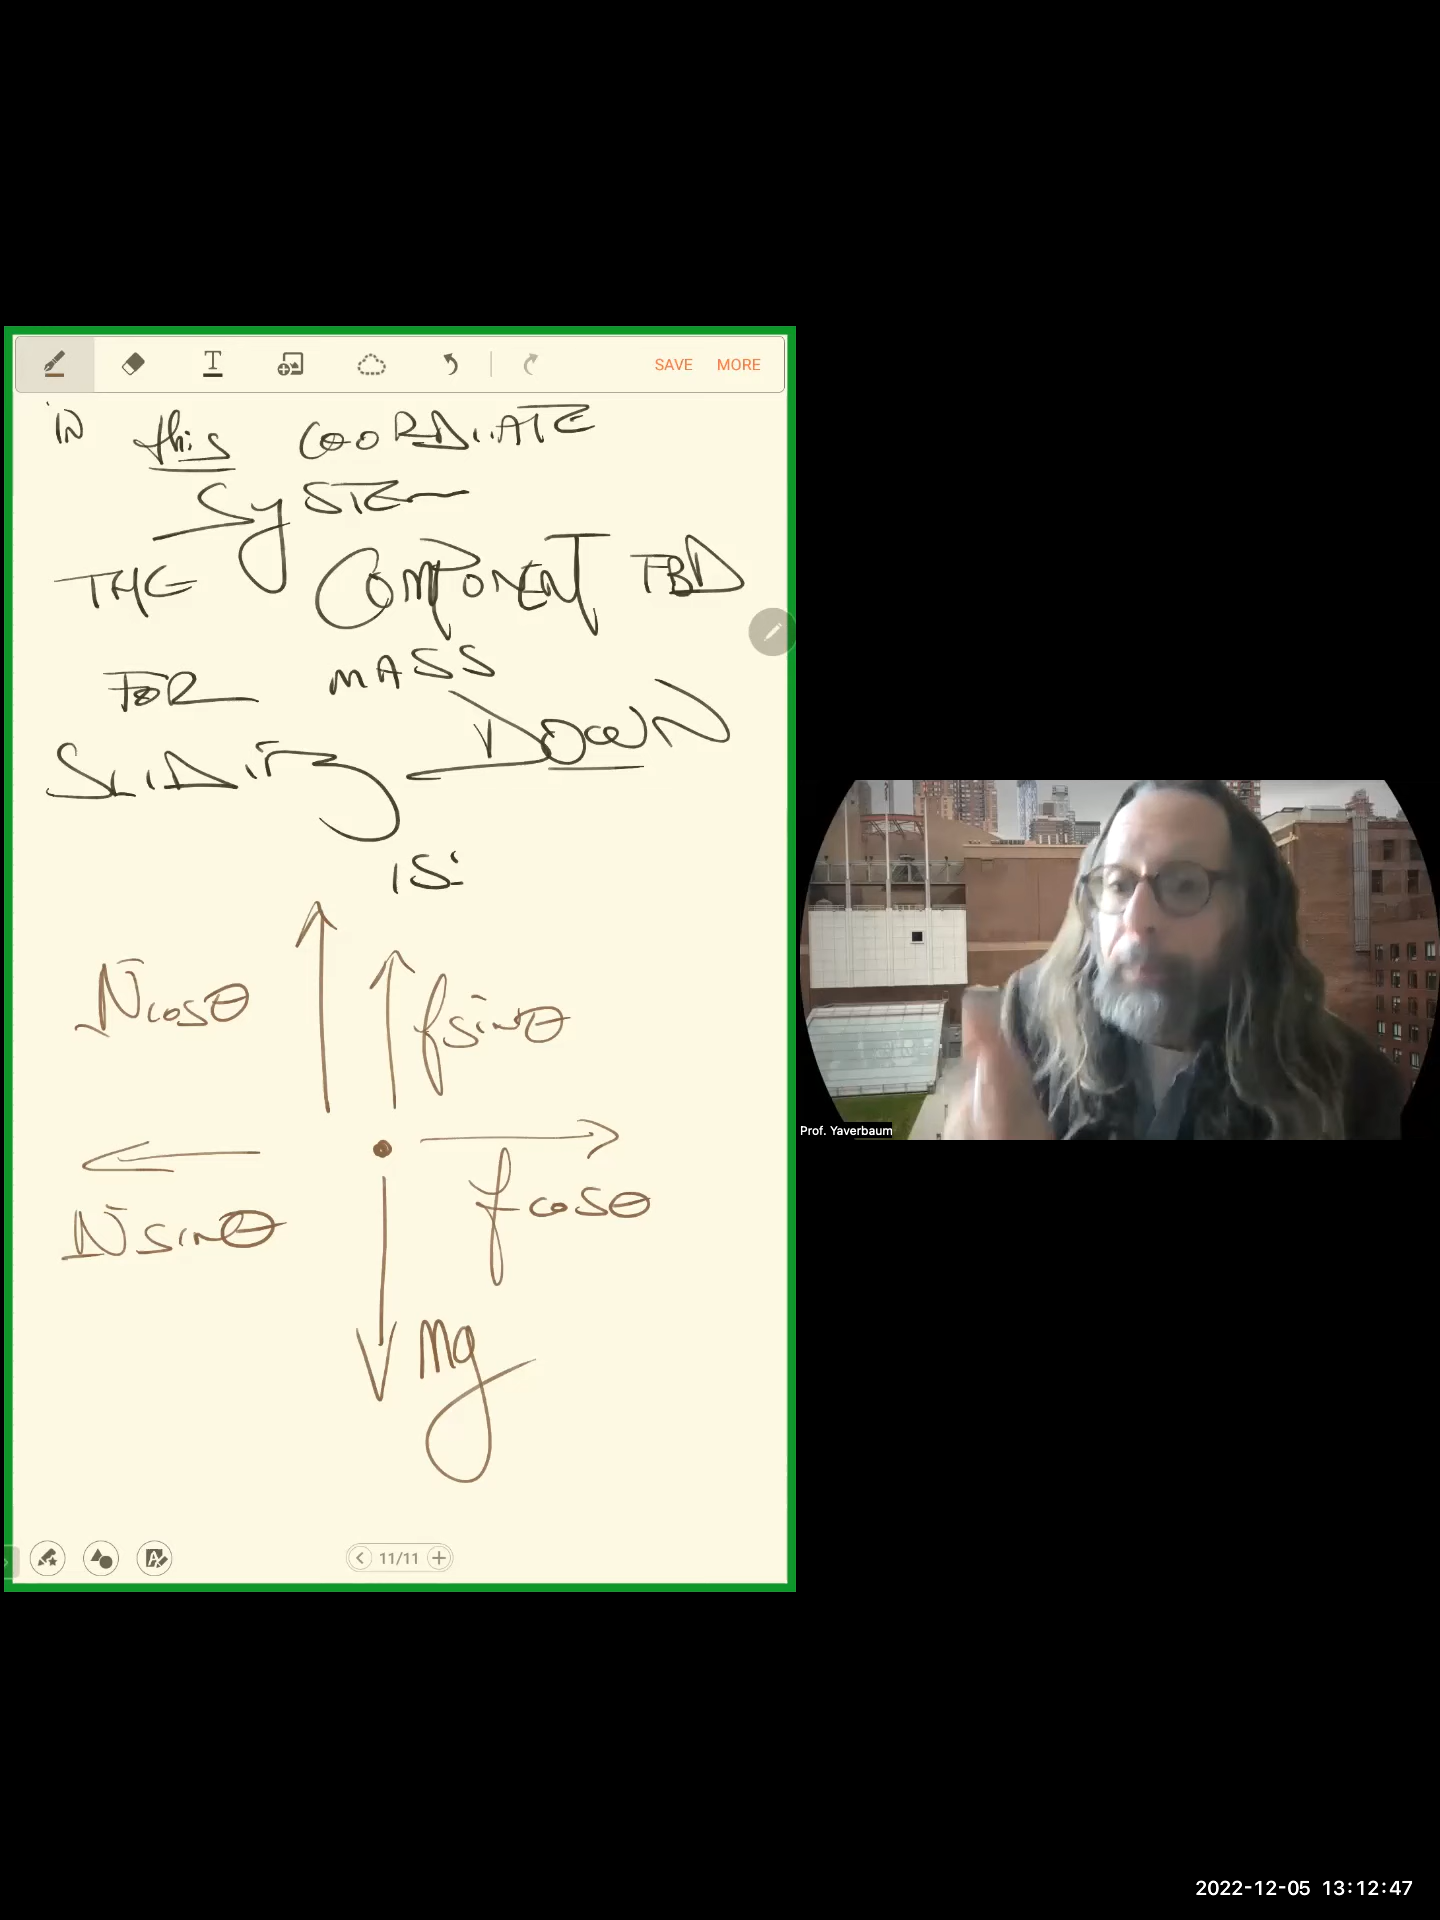 T
SAVE MORE
IN this COORDINATE
SYSTEM
THE COMPONENT FBD
FOR MASS
SLIDING DOWN
IS:
Ncosθ
fsinθ
Nsinθ
fcosθ
mg
11/11
Prof. Yaverbaum
2022-12-05 13:12:47